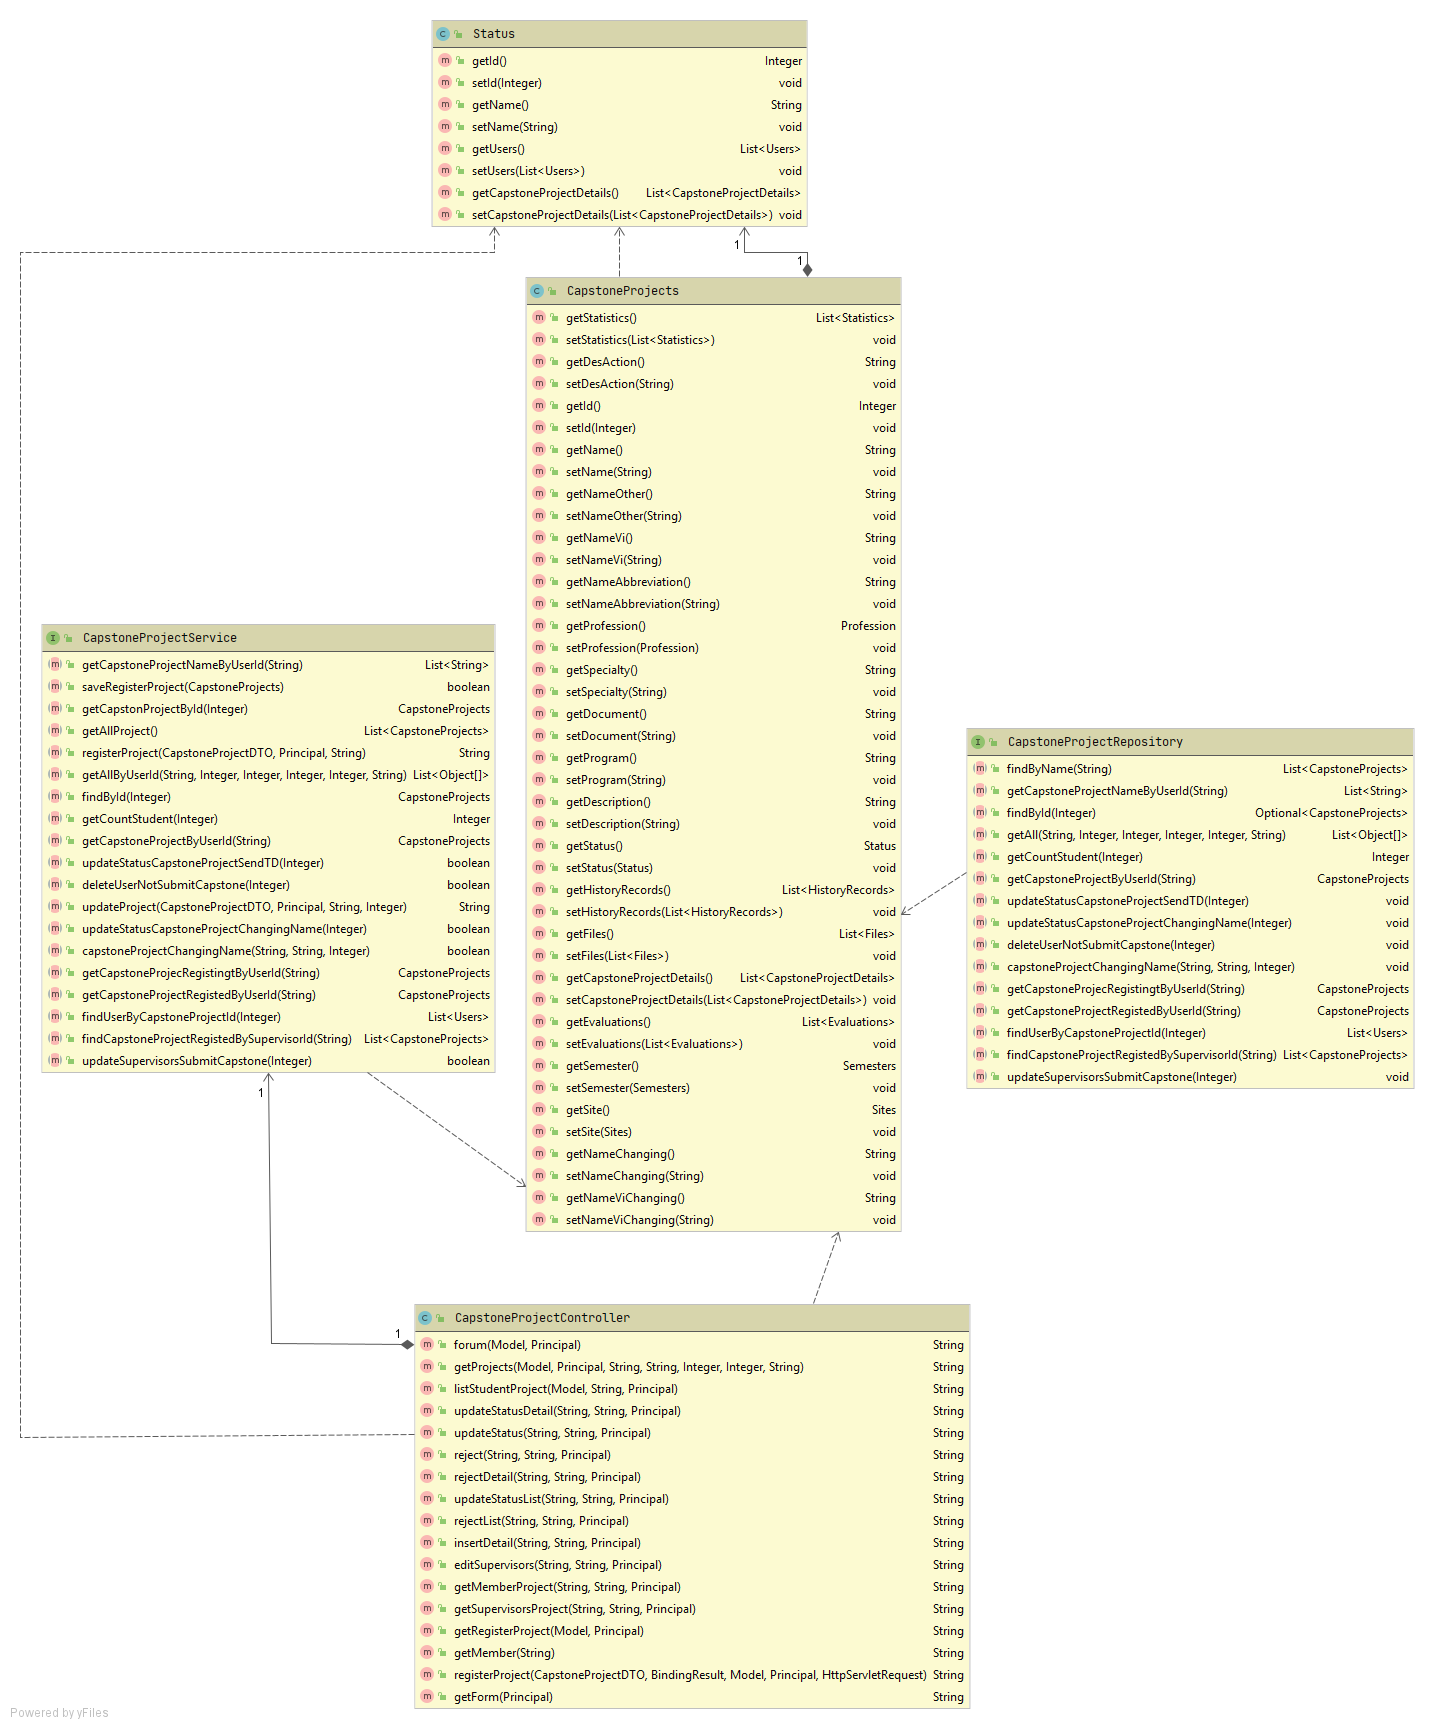 Status
getId() Integer
setId(Integer) void
getName() String
setName(String) void
getUsers() List<Users>
setUsers(List<Users>) void
getCapstoneProjectDetails() List<CapstoneProjectDetails>
setCapstoneProjectDetails(List<CapstoneProjectDetails>) void
1
1
CapstoneProjects
getStatistics() List<Statistics>
setStatistics(List<Statistics>) void
getDesAction() String
setDesAction(String) void
getId() Integer
setId(Integer) void
getName() String
setName(String) void
getNameOther() String
setNameOther(String) void
getNameVi() String
setNameVi(String) void
getNameAbbreviation() String
setNameAbbreviation(String) void
getProfession() Profession
setProfession(Profession) void
getSpecialty() String
setSpecialty(String) void
getDocument() String
setDocument(String) void
getProgram() String
setProgram(String) void
getDescription() String
setDescription(String) void
getStatus() Status
setStatus(Status) void
getHistoryRecords() List<HistoryRecords>
setHistoryRecords(List<HistoryRecords>) void
getFiles() List<Files>
setFiles(List<Files>) void
getCapstoneProjectDetails() List<CapstoneProjectDetails>
setCapstoneProjectDetails(List<CapstoneProjectDetails>) void
getEvaluations() List<Evaluations>
setEvaluations(List<Evaluations>) void
getSemester() Semesters
setSemester(Semesters) void
getSite() Sites
setSite(Sites) void
getNameChanging() String
setNameChanging(String) void
getNameViChanging() String
setNameViChanging(String) void
CapstoneProjectService
getCapstoneProjectNameByUserId(String) List<String>
saveRegisterProject(CapstoneProjects) boolean
getCapstonProjectById(Integer) CapstoneProjects
getAllProject() List<CapstoneProjects>
registerProject(CapstoneProjectDTO, Principal, String) String
getAllByUserId(String, Integer, Integer, Integer, Integer, String) List<Object[]>
findById(Integer) CapstoneProjects
getCountStudent(Integer) Integer
getCapstoneProjectByUserId(String) CapstoneProjects
updateStatusCapstoneProjectSendTD(Integer) boolean
deleteUserNotSubmitCapstone(Integer) boolean
updateProject(CapstoneProjectDTO, Principal, String, Integer) String
updateStatusCapstoneProjectChangingName(Integer) boolean
capstoneProjectChangingName(String, String, Integer) boolean
getCapstoneProjecRegistingtByUserId(String) CapstoneProjects
getCapstoneProjectRegistedByUserId(String) CapstoneProjects
findUserByCapstoneProjectId(Integer) List<Users>
findCapstoneProjectRegistedBySupervisorId(String) List<CapstoneProjects>
updateSupervisorsSubmitCapstone(Integer) boolean
1
CapstoneProjectRepository
findByName(String) List<CapstoneProjects>
getCapstoneProjectNameByUserId(String) List<String>
findById(Integer) Optional<CapstoneProjects>
getAll(String, Integer, Integer, Integer, Integer, String) List<Object[]>
getCountStudent(Integer) Integer
getCapstoneProjectByUserId(String) CapstoneProjects
updateStatusCapstoneProjectSendTD(Integer) void
updateStatusCapstoneProjectChangingName(Integer) void
deleteUserNotSubmitCapstone(Integer) void
capstoneProjectChangingName(String, String, Integer) void
getCapstoneProjecRegistingtByUserId(String) CapstoneProjects
getCapstoneProjectRegistedByUserId(String) CapstoneProjects
findUserByCapstoneProjectId(Integer) List<Users>
findCapstoneProjectRegistedBySupervisorId(String) List<CapstoneProjects>
updateSupervisorsSubmitCapstone(Integer) void
1
CapstoneProjectController
forum(Model, Principal) String
getProjects(Model, Principal, String, String, Integer, Integer, String) String
listStudentProject(Model, String, Principal) String
updateStatusDetail(String, String, Principal) String
updateStatus(String, String, Principal) String
reject(String, String, Principal) String
rejectDetail(String, String, Principal) String
updateStatusList(String, String, Principal) String
rejectList(String, String, Principal) String
insertDetail(String, String, Principal) String
editSupervisors(String, String, Principal) String
getMemberProject(String, String, Principal) String
getSupervisorsProject(String, String, Principal) String
getRegisterProject(Model, Principal) String
getMember(String) String
registerProject(CapstoneProjectDTO, BindingResult, Model, Principal, HttpServletRequest) String
getForm(Principal) String
Powered by yFiles